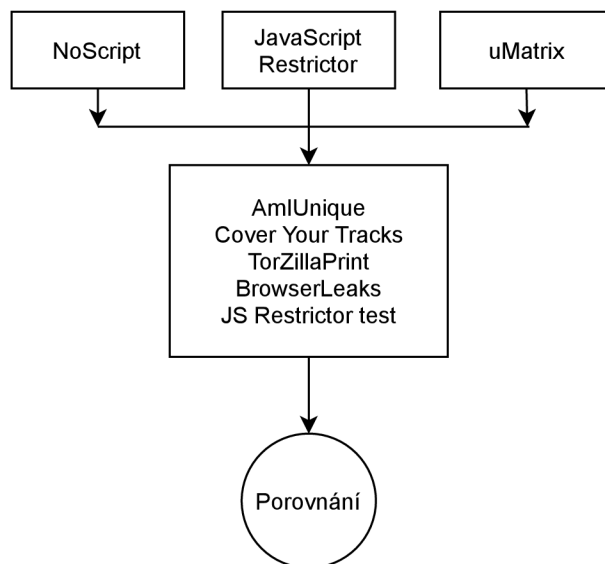 NoScript
JavaScript
Restrictor
uMatrix
AmIUnique
Cover Your Tracks
TorZillaPrint
BrowserLeaks
JS Restrictor test
Porovnání